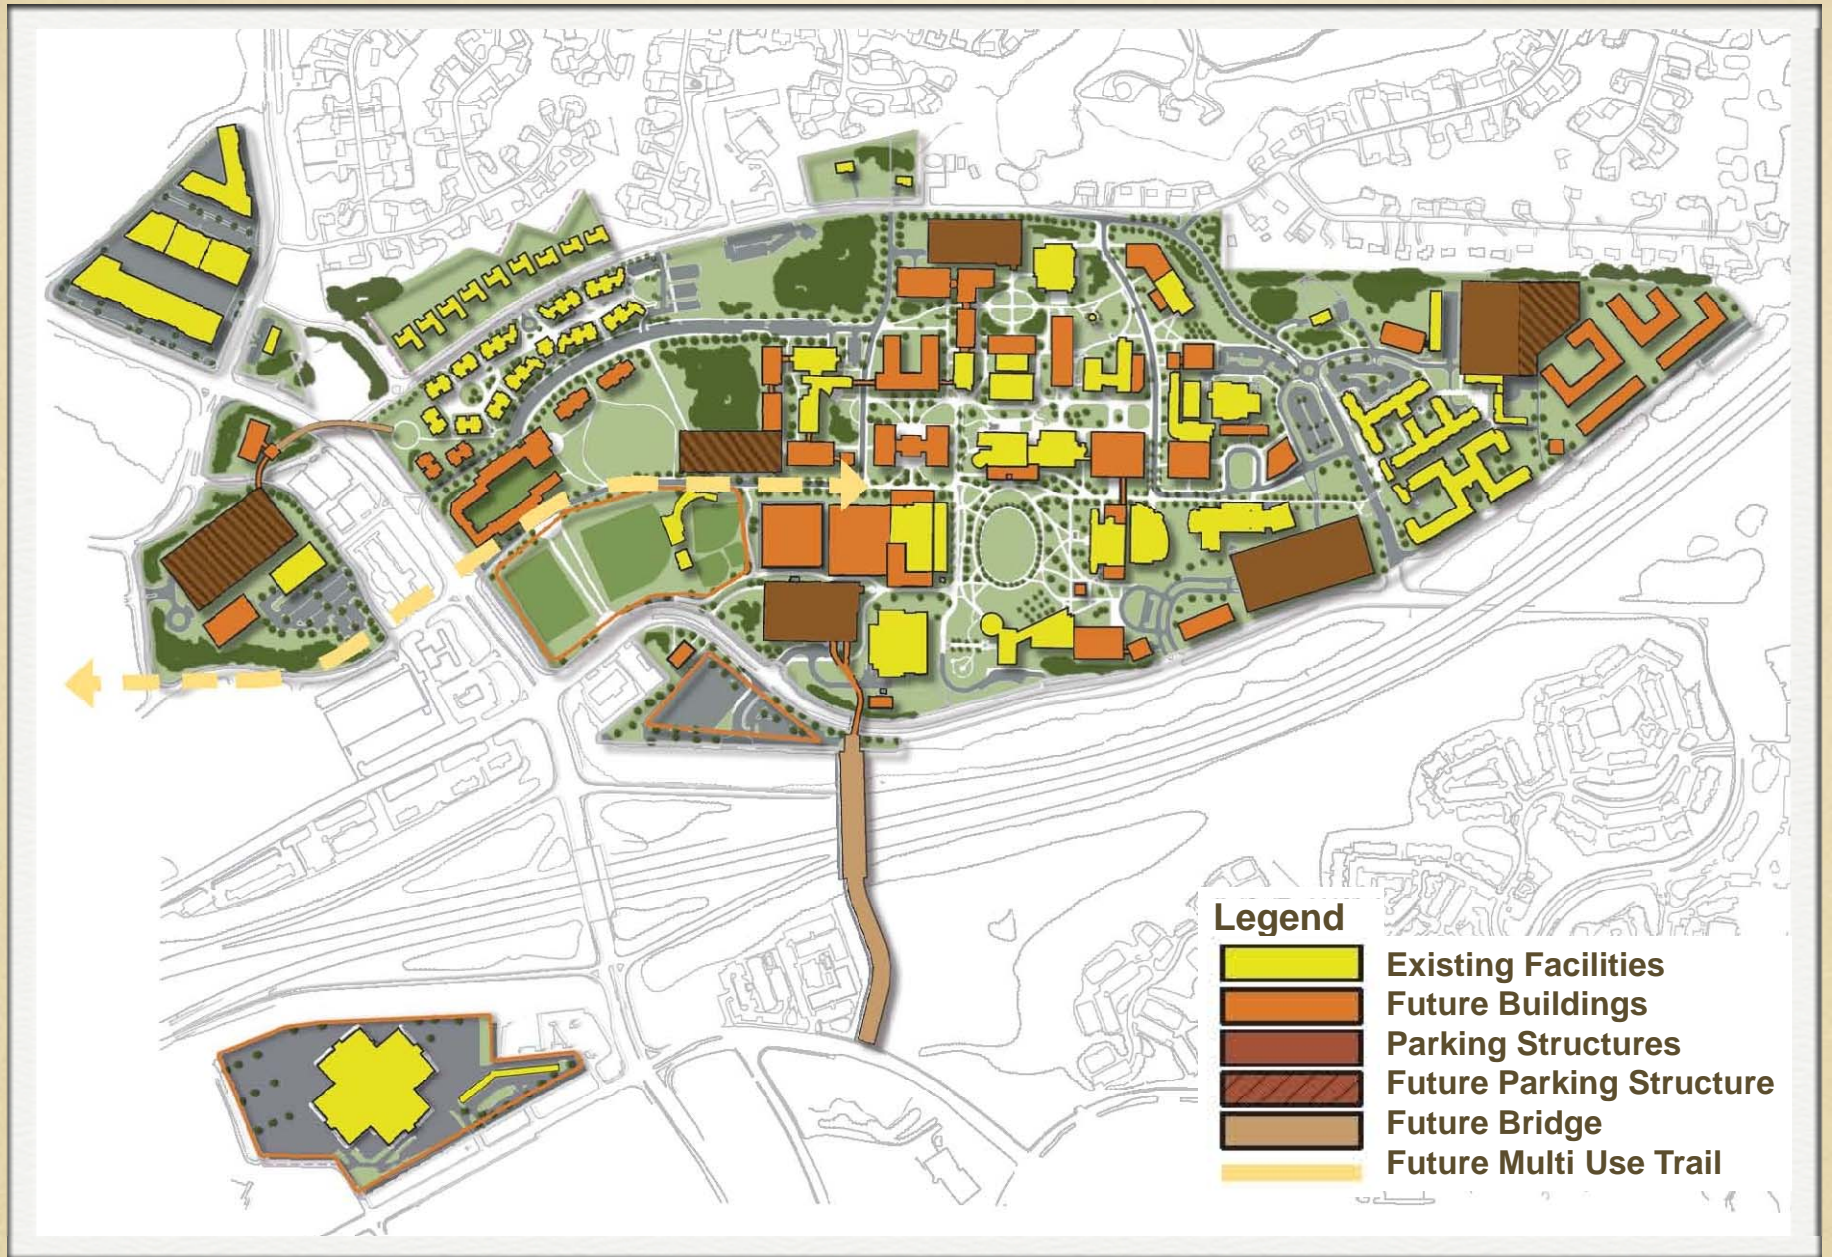 Legend
Existing Facilities
Future Buildings
Parking Structures
Future Parking Structure
Future Bridge
Future Multi Use Trail